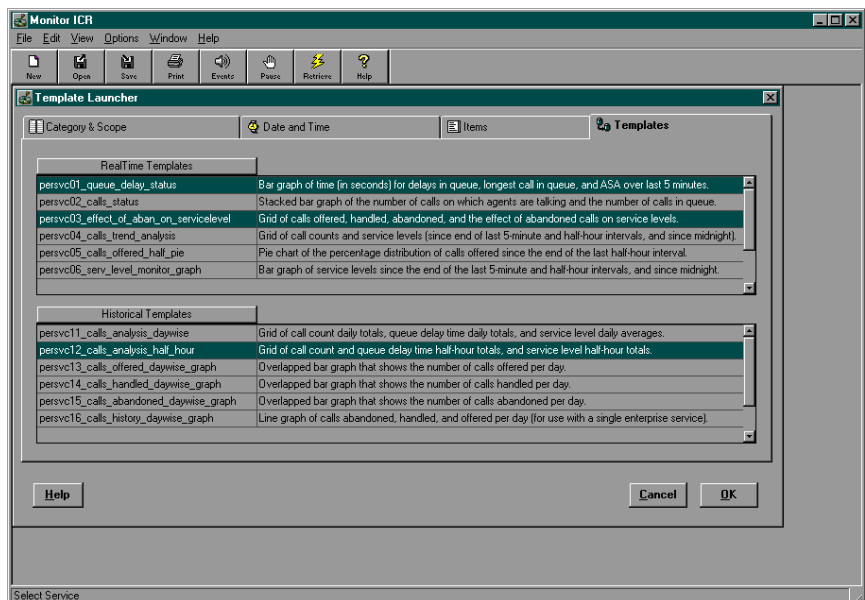 Monitor ICR
File Edit View Options Window Help
New Open Save Print Events Pause Retrieve Help
Template Launcher
Category & Scope Date and Time Items Templates
RealTime Templates
persvc01_queue_delay_status Bar graph of time (in seconds) for delays in queue, longest call in queue, and ASA over last 5 minutes.
persvc02_calls_status Stacked bar graph of the number of calls on which agents are talking and the number of calls in queue.
persvc03_effect_of_aban_on_servicelevel Grid of calls offered, handled, abandoned, and the effect of abandoned calls on service levels.
persvc04_calls_trend_analysis Grid of call counts and service levels (since end of last 5-minute and half-hour intervals, and since midnight).
persvc05_calls_offered_half_pie Pie chart of the percentage distribution of calls offered since the end of the last half-hour interval.
persvc06_serv_level_monitor_graph Bar graph of service levels since the end of the last 5-minute and half-hour intervals, and since midnight.
Historical Templates
persvc11_calls_analysis_daywise Grid of call count daily totals, queue delay time daily totals, and service level daily averages.
persvc12_calls_analysis_half_hour Grid of call count and queue delay time half-hour totals, and service level half-hour totals.
persvc13_calls_offered_daywise_graph Overlapped bar graph that shows the number of calls offered per day.
persvc14_calls_handled_daywise_graph Overlapped bar graph that shows the number of calls handled per day.
persvc15_calls_abandoned_daywise_graph Overlapped bar graph that shows the number of calls abandoned per day.
persvc16_calls_history_daywise_graph Line graph of calls abandoned, handled, and offered per day (for use with a single enterprise service).
Help Cancel OK
Select Service